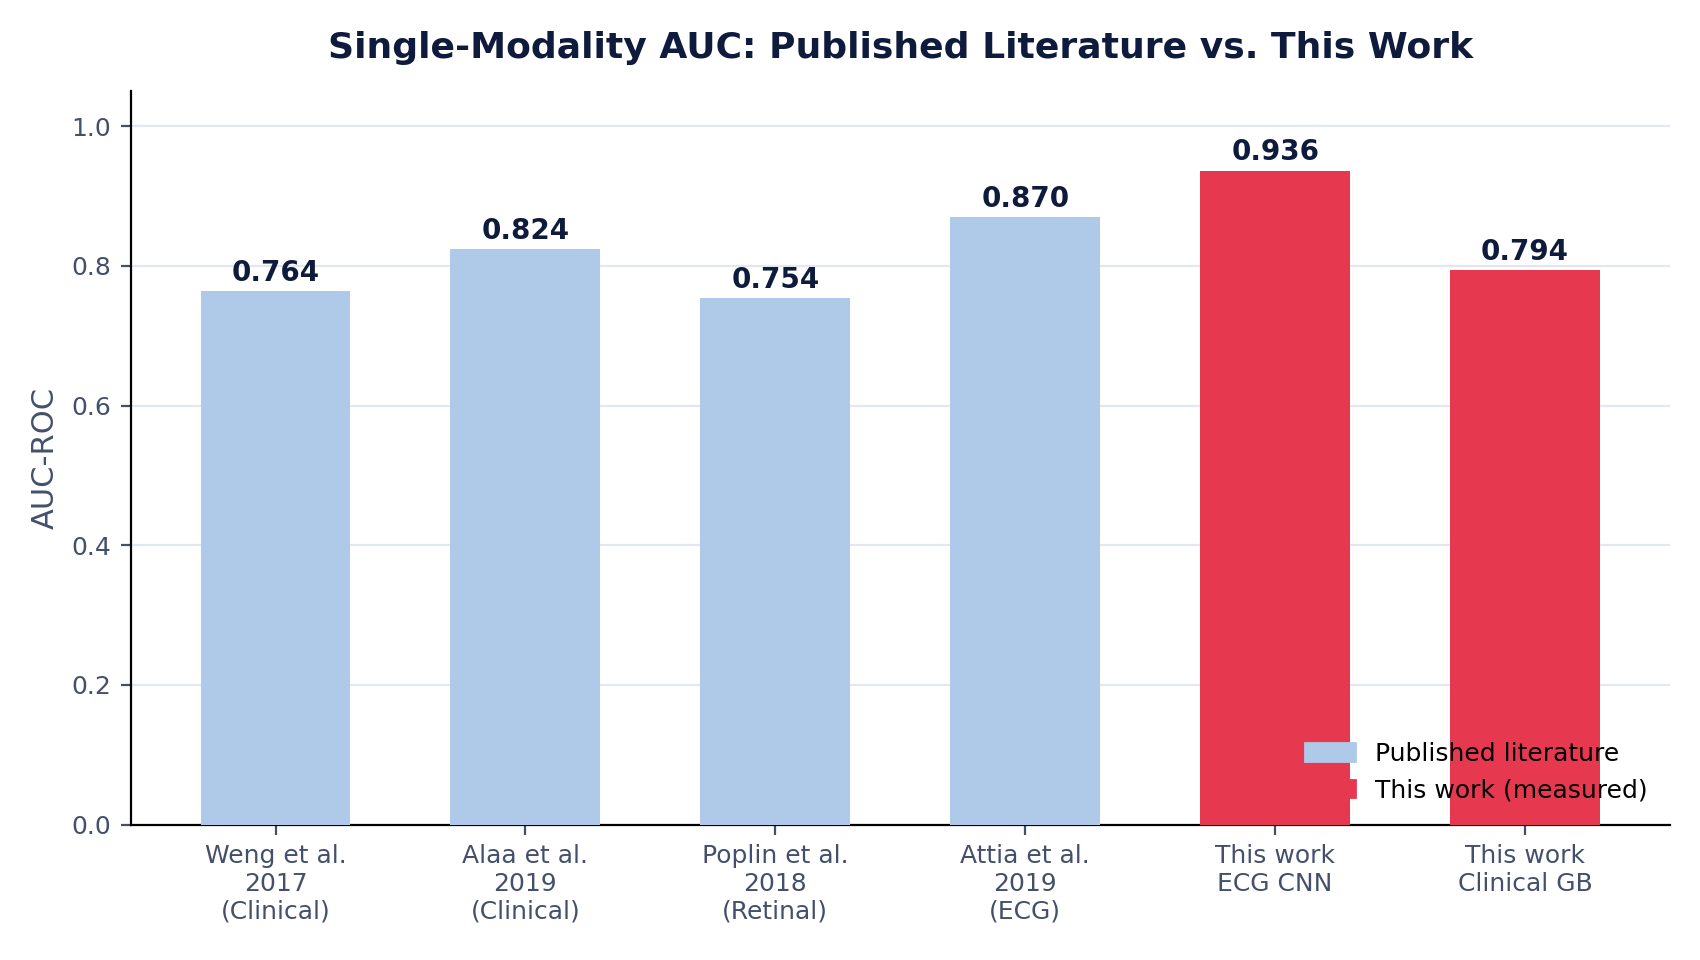 Single-Modality AUC: Published Literature vs. This Work
AUC-ROC
1.0
0.8
0.6
0.4
0.2
0.0
0.764
0.824
0.754
0.870
0.936
0.794
Published literature
This work (measured)
Weng et al.
2017
(Clinical)
Alaa et al.
2019
(Clinical)
Poplin et al.
2018
(Retinal)
Attia et al.
2019
(ECG)
This work
ECG CNN
This work
Clinical GB